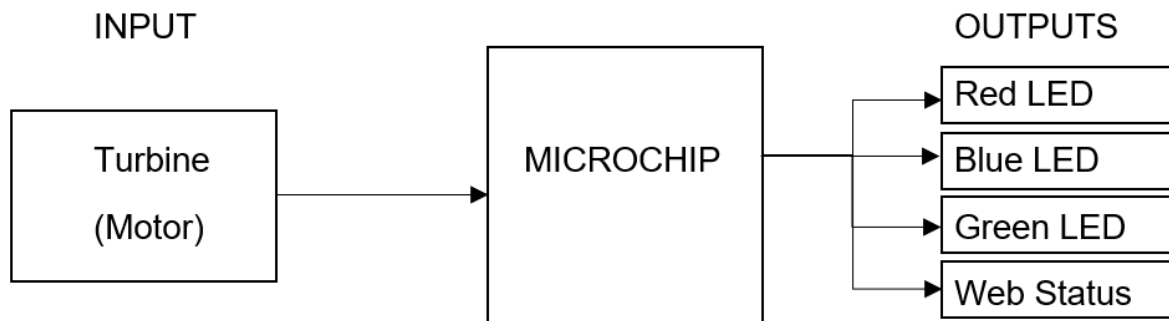 INPUT
OUTPUTS
Turbine
(Motor)
MICROCHIP
Red LED
Blue LED
Green LED
Web Status